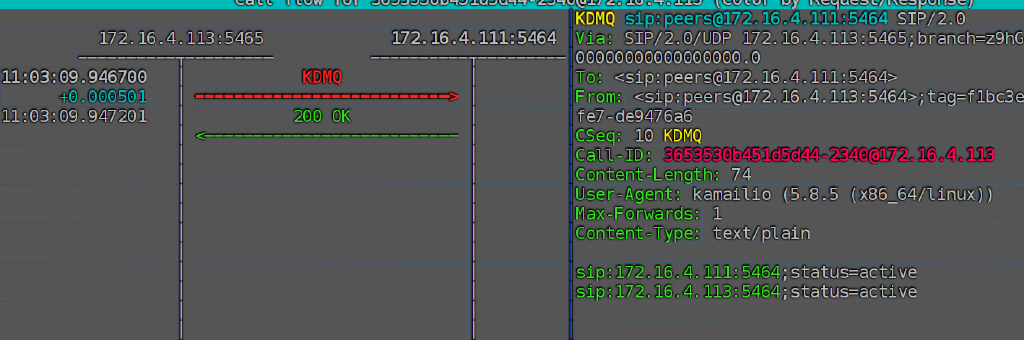 Call flow for 3653530b451d5d44-2340@172.16.4.113 (Color by Request/Response)
172.16.4.113:5465
172.16.4.111:5464
11:03:09.946700
KDMQ
+0.000501
11:03:09.947201
200 OK
KDMQ sip:peers@172.16.4.111:5464 SIP/2.0
Via: SIP/2.0/UDP 172.16.4.113:5465;branch=z9hG
00000000000000000.0
To: <sip:peers@172.16.4.111:5464>
From: <sip:peers@172.16.4.113:5464>;tag=f1bc3e
fe7-de9476a6
CSeq: 10 KDMQ
Call-ID: 3653530b451d5d44-2340@172.16.4.113
Content-Length: 74
User-Agent: kamailio (5.8.5 (x86_64/linux))
Max-Forwards: 1
Content-Type: text/plain
sip:172.16.4.111:5464;status=active
sip:172.16.4.113:5464;status=active